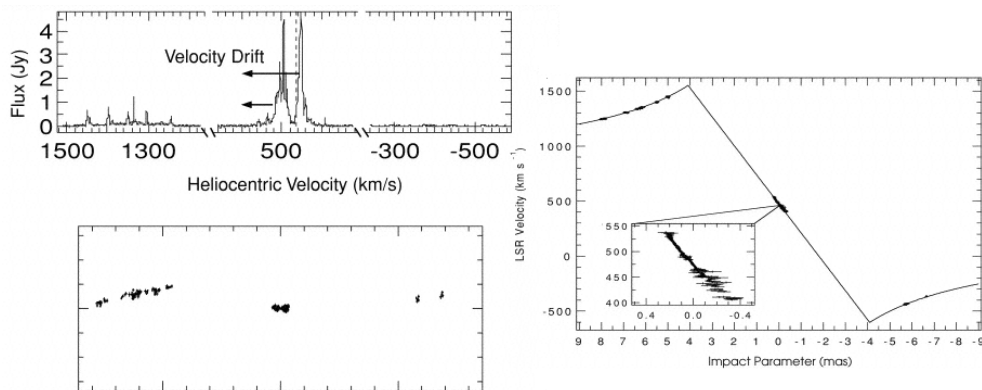 Flux (Jy)
4
3
2
1
0
Velocity Drift
1500 1300 500 -300 -500
Heliocentric Velocity (km/s)
LSR Velocity (km s⁻¹)
1500
1000
500
0
-500
550
500
450
400
0.4 0.0 -0.4
9 8 7 6 5 4 3 2 1 0 -1 -2 -3 -4 -5 -6 -7 -8 -9
Impact Parameter (mas)